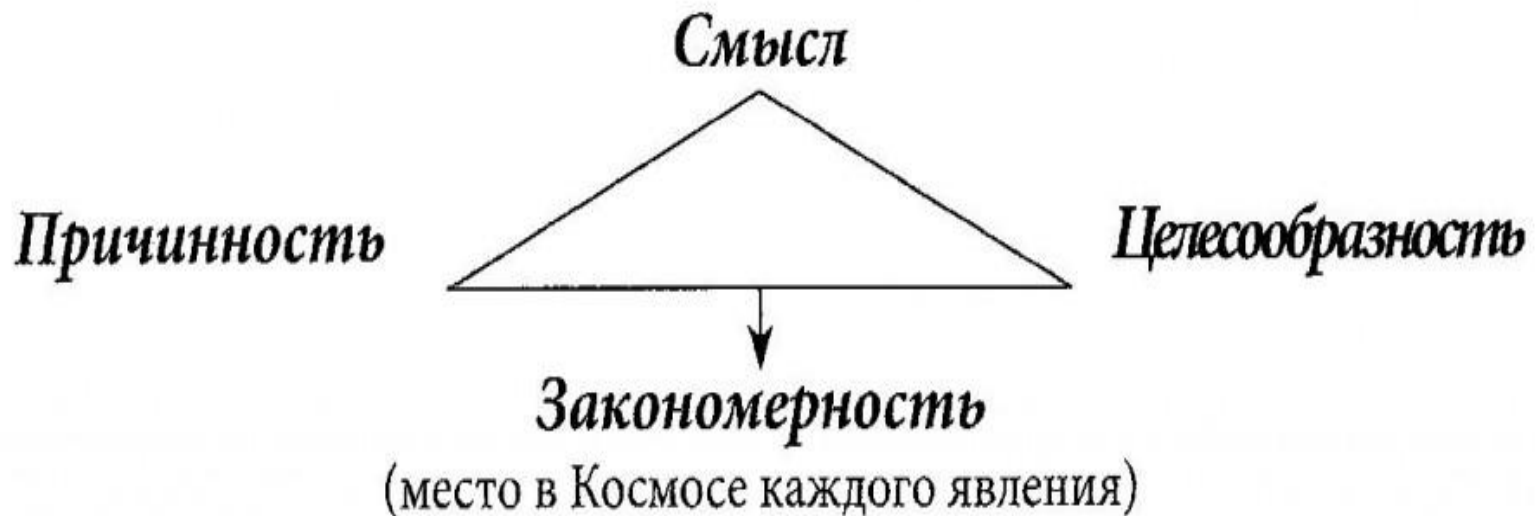 Смысл
Причинность
Целесообразность
Закономерность
(место в Космосе каждого явления)